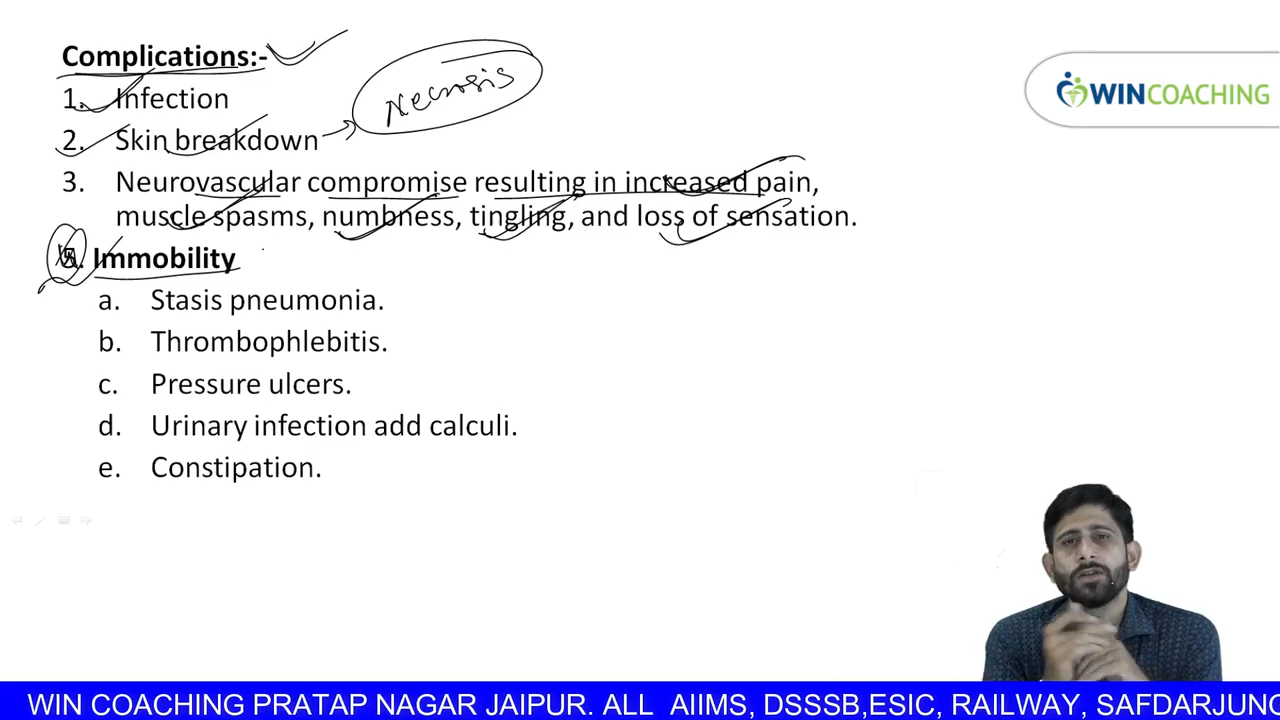 Complications:-
1. Infection
Necrosis
2. Skin breakdown
3. Neurovascular compromise resulting in increased pain,
muscle spasms, numbness, tingling, and loss of sensation.
Immobility
a. Stasis pneumonia.
b. Thrombophlebitis.
c. Pressure ulcers.
d. Urinary infection add calculi.
e. Constipation.
WINCOACHING
WIN COACHING PRATAP NAGAR JAIPUR. ALL AIIMS, DSSSB,ESIC, RAILWAY, SAFDARJUNG